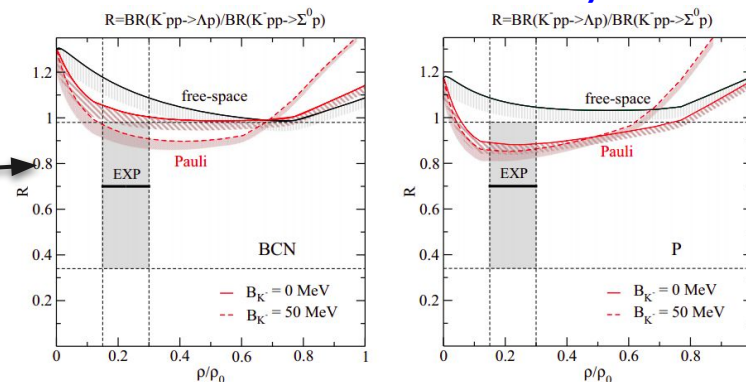 R=BR(K⁻pp->Λp)/BR(K⁻pp->Σ⁰p)
1.2
1
0.8
0.6
0.4
0.2
R
free-space
Pauli
EXP
BCN
B_K⁻ = 0 MeV
B_K⁻ = 50 MeV
0 0.2 0.4 0.6 0.8 1
ρ/ρ₀
R=BR(K⁻pp->Λp)/BR(K⁻pp->Σ⁰p)
1.2
1
0.8
0.6
0.4
0.2
R
free-space
Pauli
EXP
P
B_K⁻ = 0 MeV
B_K⁻ = 50 MeV
0 0.2 0.4 0.6 0.8
ρ/ρ₀